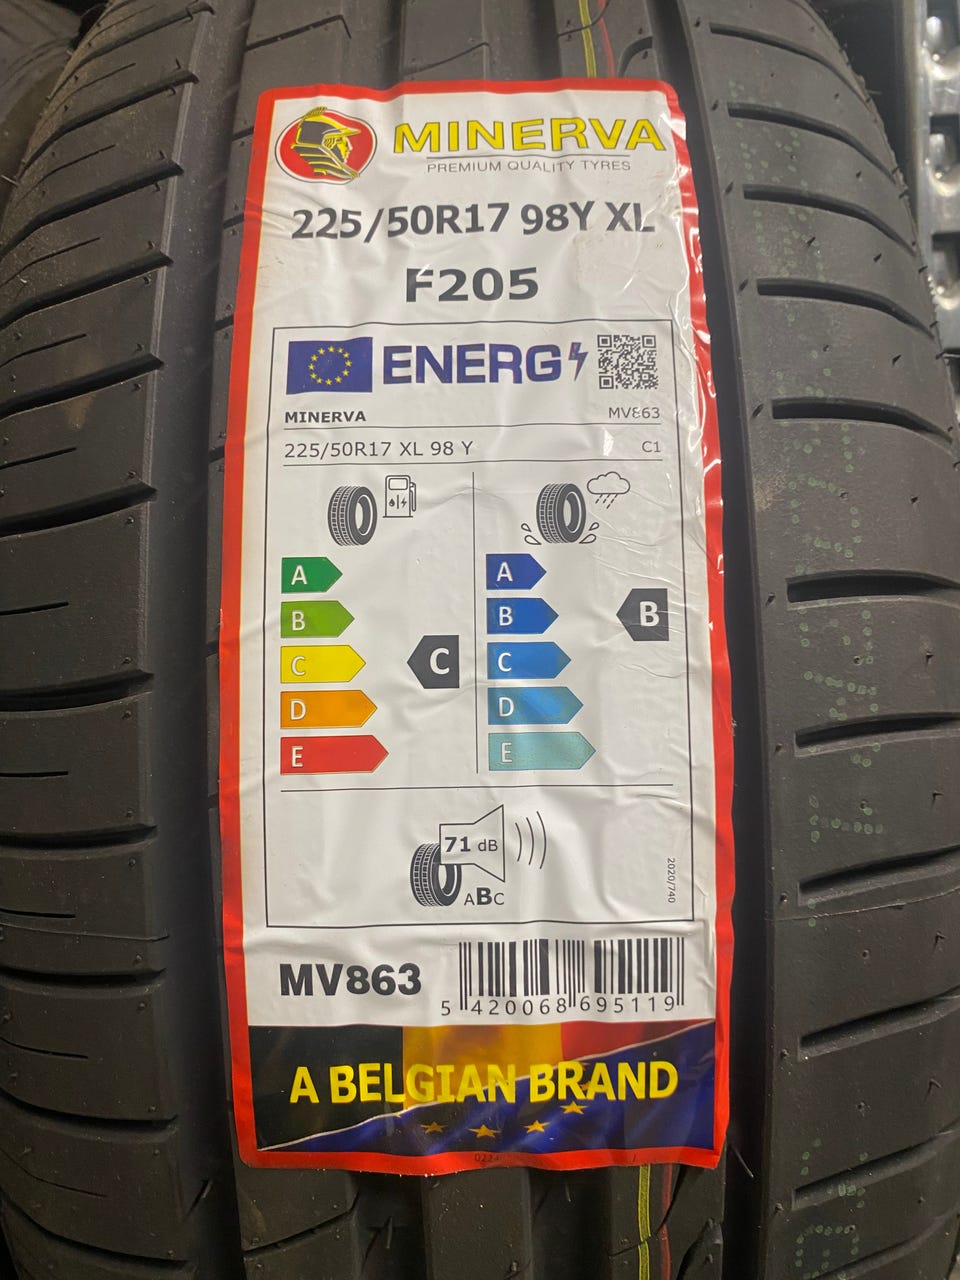 MINERVA
PREMIUM QUALITY TYRES
225/50R17 98Y XL
F205
ENERG
MINERVA MV863
225/50R17 XL 98 Y C1
A A
B B B
C C C
D D
E E
71 dB
ABC
2020/740
MV863
5 420068 695119
A BELGIAN BRAND